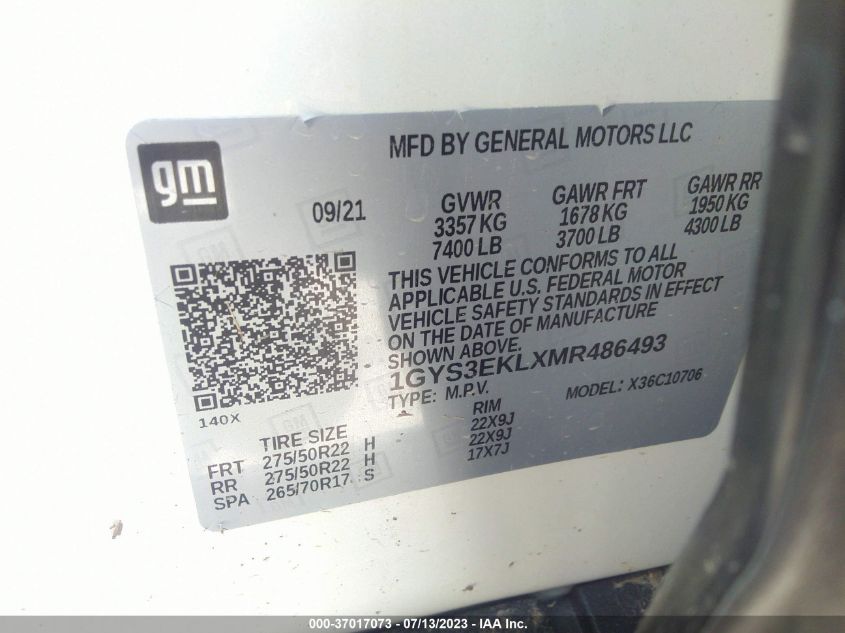 MFD BY GENERAL MOTORS LLC
gm
09/21
GVWR GAWR FRT GAWR RR
3357 KG 1678 KG 1950 KG
7400 LB 3700 LB 4300 LB
THIS VEHICLE CONFORMS TO ALL
APPLICABLE U.S. FEDERAL MOTOR
VEHICLE SAFETY STANDARDS IN EFFECT
ON THE DATE OF MANUFACTURE
SHOWN ABOVE.
1GYS3EKLXMR486493
TYPE: M.P.V. MODEL: X36C10706
140X
TIRE SIZE RIM
FRT 275/50R22 H 22X9J
RR 275/50R22 H 22X9J
SPA 265/70R17 S 17X7J
000-37017073 - 07/13/2023 - IAA Inc.